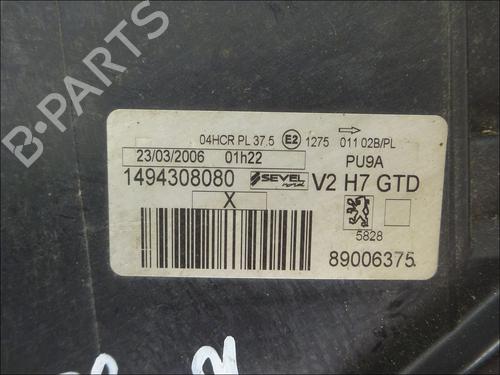 B-PARTS
04HCR PL 37.5 E2 1275 011 02B/PL
23/03/2006 01h22 PU9A
1494308080 SEVEL nord V2 H7 GTD
X
5828
89006375